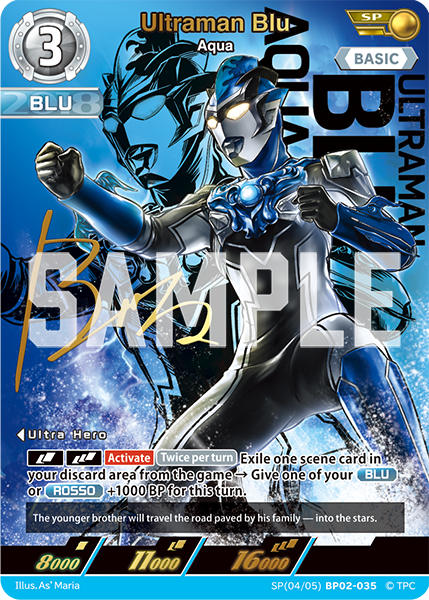 Ultraman Blu
Aqua
3
SP
BASIC
BLU
ULTRAMAN
BLU
AQUA
SAMPLE
Ultra Hero
Activate Twice per turn Exile one scene card in
your discard area from the game → Give one of your BLU
or ROSSO +1000 BP for this turn.
The younger brother will travel the road paved by his family — into the stars.
8000 11000 16000
Illus.As' Maria SP(04/05) BP02-035 © TPC